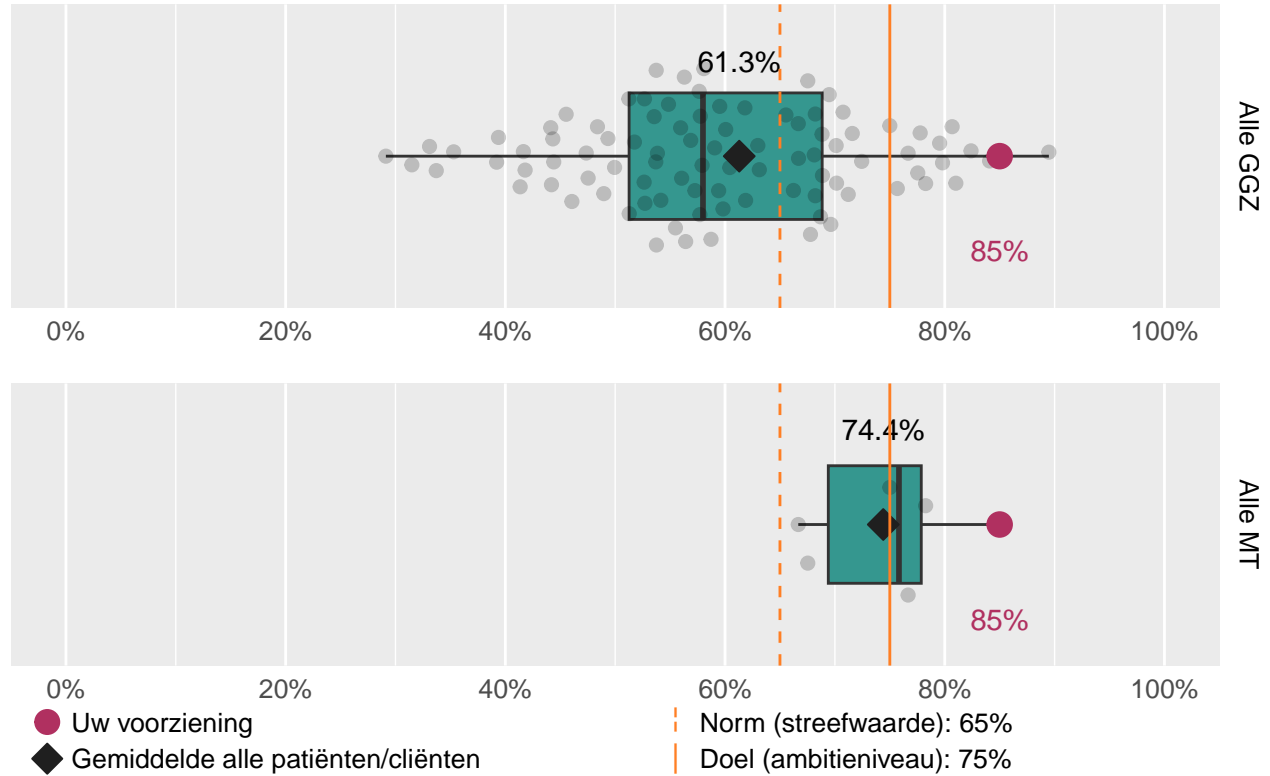 61.3%
85%
Alle GGZ
0% 20% 40% 60% 80% 100%
74.4%
85%
Alle MT
0% 20% 40% 60% 80% 100%
Uw voorziening
Gemiddelde alle patiënten/cliënten
Norm (streefwaarde): 65%
Doel (ambitieniveau): 75%